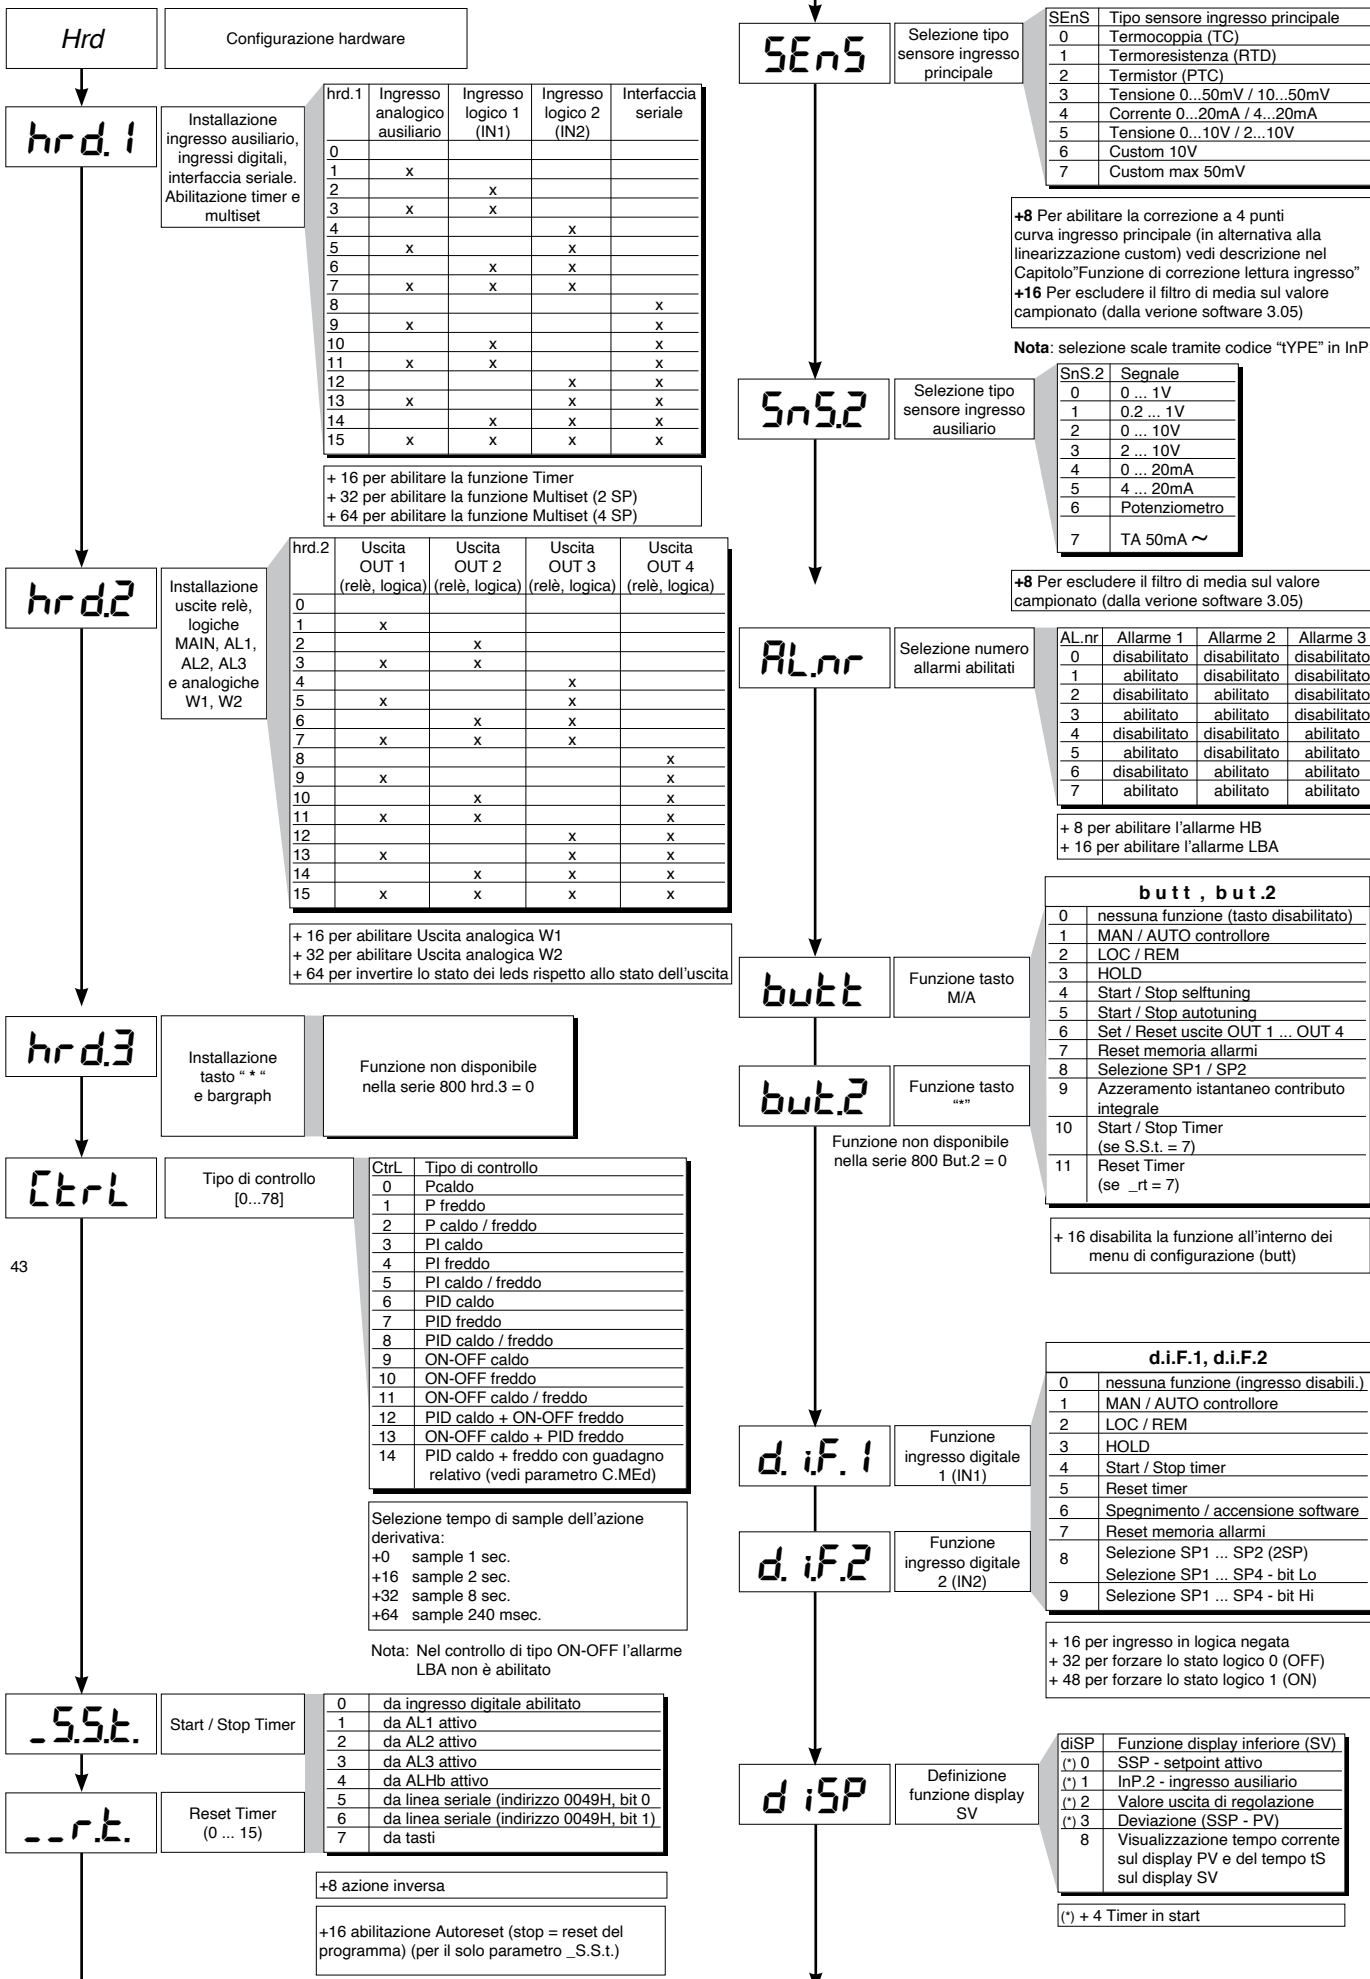 Hrd
Configurazione hardware
hrd.1
Installazione
ingresso ausiliario,
ingressi digitali,
interfaccia seriale.
Abilitazione timer e
multiset
hrd.1 Ingresso analogico ausiliario Ingresso logico 1 (IN1) Ingresso logico 2 (IN2) Interfaccia seriale
0
1 x
2 x
3 x x
4 x
5 x x
6 x x
7 x x x
8 x
9 x x
10 x x
11 x x x
12 x x
13 x x x
14 x x x
15 x x x x
+ 16 per abilitare la funzione Timer
+ 32 per abilitare la funzione Multiset (2 SP)
+ 64 per abilitare la funzione Multiset (4 SP)
hrd.2
Installazione
uscite relè,
logiche
MAIN, AL1,
AL2, AL3
e analogiche
W1, W2
hrd.2 Uscita OUT 1 (relè, logica) Uscita OUT 2 (relè, logica) Uscita OUT 3 (relè, logica) Uscita OUT 4 (relè, logica)
0
1 x
2 x
3 x x
4 x
5 x x
6 x x
7 x x x
8 x
9 x x
10 x x
11 x x x
12 x x
13 x x x
14 x x x
15 x x x x
+ 16 per abilitare Uscita analogica W1
+ 32 per abilitare Uscita analogica W2
+ 64 per invertire lo stato dei leds rispetto allo stato dell'uscita
hrd.3
Installazione
tasto “ * “
e bargraph
Funzione non disponibile
nella serie 800 hrd.3 = 0
CtrL
Tipo di controllo
[0...78]
CtrL Tipo di controllo
0 Pcaldo
1 P freddo
2 P caldo / freddo
3 PI caldo
4 PI freddo
5 PI caldo / freddo
6 PID caldo
7 PID freddo
8 PID caldo / freddo
9 ON-OFF caldo
10 ON-OFF freddo
11 ON-OFF caldo / freddo
12 PID caldo + ON-OFF freddo
13 ON-OFF caldo + PID freddo
14 PID caldo + freddo con guadagno
relativo (vedi parametro C.MEd)
43
Selezione tempo di sample dell'azione
derivativa:
+0 sample 1 sec.
+16 sample 2 sec.
+32 sample 8 sec.
+64 sample 240 msec.
Nota: Nel controllo di tipo ON-OFF l'allarme
LBA non è abilitato
_S.S.t.
Start / Stop Timer
__r.t.
Reset Timer
(0 ... 15)
0 da ingresso digitale abilitato
1 da AL1 attivo
2 da AL2 attivo
3 da AL3 attivo
4 da ALHb attivo
5 da linea seriale (indirizzo 0049H, bit 0
6 da linea seriale (indirizzo 0049H, bit 1)
7 da tasti
+8 azione inversa
+16 abilitazione Autoreset (stop = reset del
programma) (per il solo parametro _S.S.t.)
SEnS
Selezione tipo
sensore ingresso
principale
SEnS Tipo sensore ingresso principale
0 Termocoppia (TC)
1 Termoresistenza (RTD)
2 Termistor (PTC)
3 Tensione 0...50mV / 10...50mV
4 Corrente 0...20mA / 4...20mA
5 Tensione 0...10V / 2...10V
6 Custom 10V
7 Custom max 50mV
+8 Per abilitare la correzione a 4 punti
curva ingresso principale (in alternativa alla
linearizzazione custom) vedi descrizione nel
Capitolo”Funzione di correzione lettura ingresso”
+16 Per escludere il filtro di media sul valore
campionato (dalla verione software 3.05)
Nota: selezione scale tramite codice “tYPE” in InP
SnS.2
Selezione tipo
sensore ingresso
ausiliario
SnS.2 Segnale
0 0 ... 1V
1 0.2 ... 1V
2 0 ... 10V
3 2 ... 10V
4 0 ... 20mA
5 4 ... 20mA
6 Potenziometro
7 TA 50mA ~
+8 Per escludere il filtro di media sul valore
campionato (dalla verione software 3.05)
AL.nr
Selezione numero
allarmi abilitati
AL.nr Allarme 1 Allarme 2 Allarme 3
0 disabilitato disabilitato disabilitato
1 abilitato disabilitato disabilitato
2 disabilitato abilitato disabilitato
3 abilitato abilitato disabilitato
4 disabilitato disabilitato abilitato
5 abilitato disabilitato abilitato
6 disabilitato abilitato abilitato
7 abilitato abilitato abilitato
+ 8 per abilitare l'allarme HB
+ 16 per abilitare l'allarme LBA
butt
Funzione tasto
M/A
but.2
Funzione tasto
“*”
Funzione non disponibile
nella serie 800 But.2 = 0
butt, but.2
0 nessuna funzione (tasto disabilitato)
1 MAN / AUTO controllore
2 LOC / REM
3 HOLD
4 Start / Stop selftuning
5 Start / Stop autotuning
6 Set / Reset uscite OUT 1 ... OUT 4
7 Reset memoria allarmi
8 Selezione SP1 / SP2
9 Azzeramento istantaneo contributo
integrale
10 Start / Stop Timer
(se S.S.t. = 7)
11 Reset Timer
(se _rt = 7)
+ 16 disabilita la funzione all'interno dei
menu di configurazione (butt)
d.i.F.1
Funzione
ingresso digitale
1 (IN1)
d.i.F.2
Funzione
ingresso digitale
2 (IN2)
d.i.F.1, d.i.F.2
0 nessuna funzione (ingresso disabili.)
1 MAN / AUTO controllore
2 LOC / REM
3 HOLD
4 Start / Stop timer
5 Reset timer
6 Spegnimento / accensione software
7 Reset memoria allarmi
8 Selezione SP1 ... SP2 (2SP)
Selezione SP1 ... SP4 - bit Lo
9 Selezione SP1 ... SP4 - bit Hi
+ 16 per ingresso in logica negata
+ 32 per forzare lo stato logico 0 (OFF)
+ 48 per forzare lo stato logico 1 (ON)
diSP
Definizione
funzione display
SV
diSP Funzione display inferiore (SV)
(*) 0 SSP - setpoint attivo
(*) 1 InP.2 - ingresso ausiliario
(*) 2 Valore uscita di regolazione
(*) 3 Deviazione (SSP - PV)
8 Visualizzazione tempo corrente
sul display PV e del tempo tS
sul display SV
(*) + 4 Timer in start